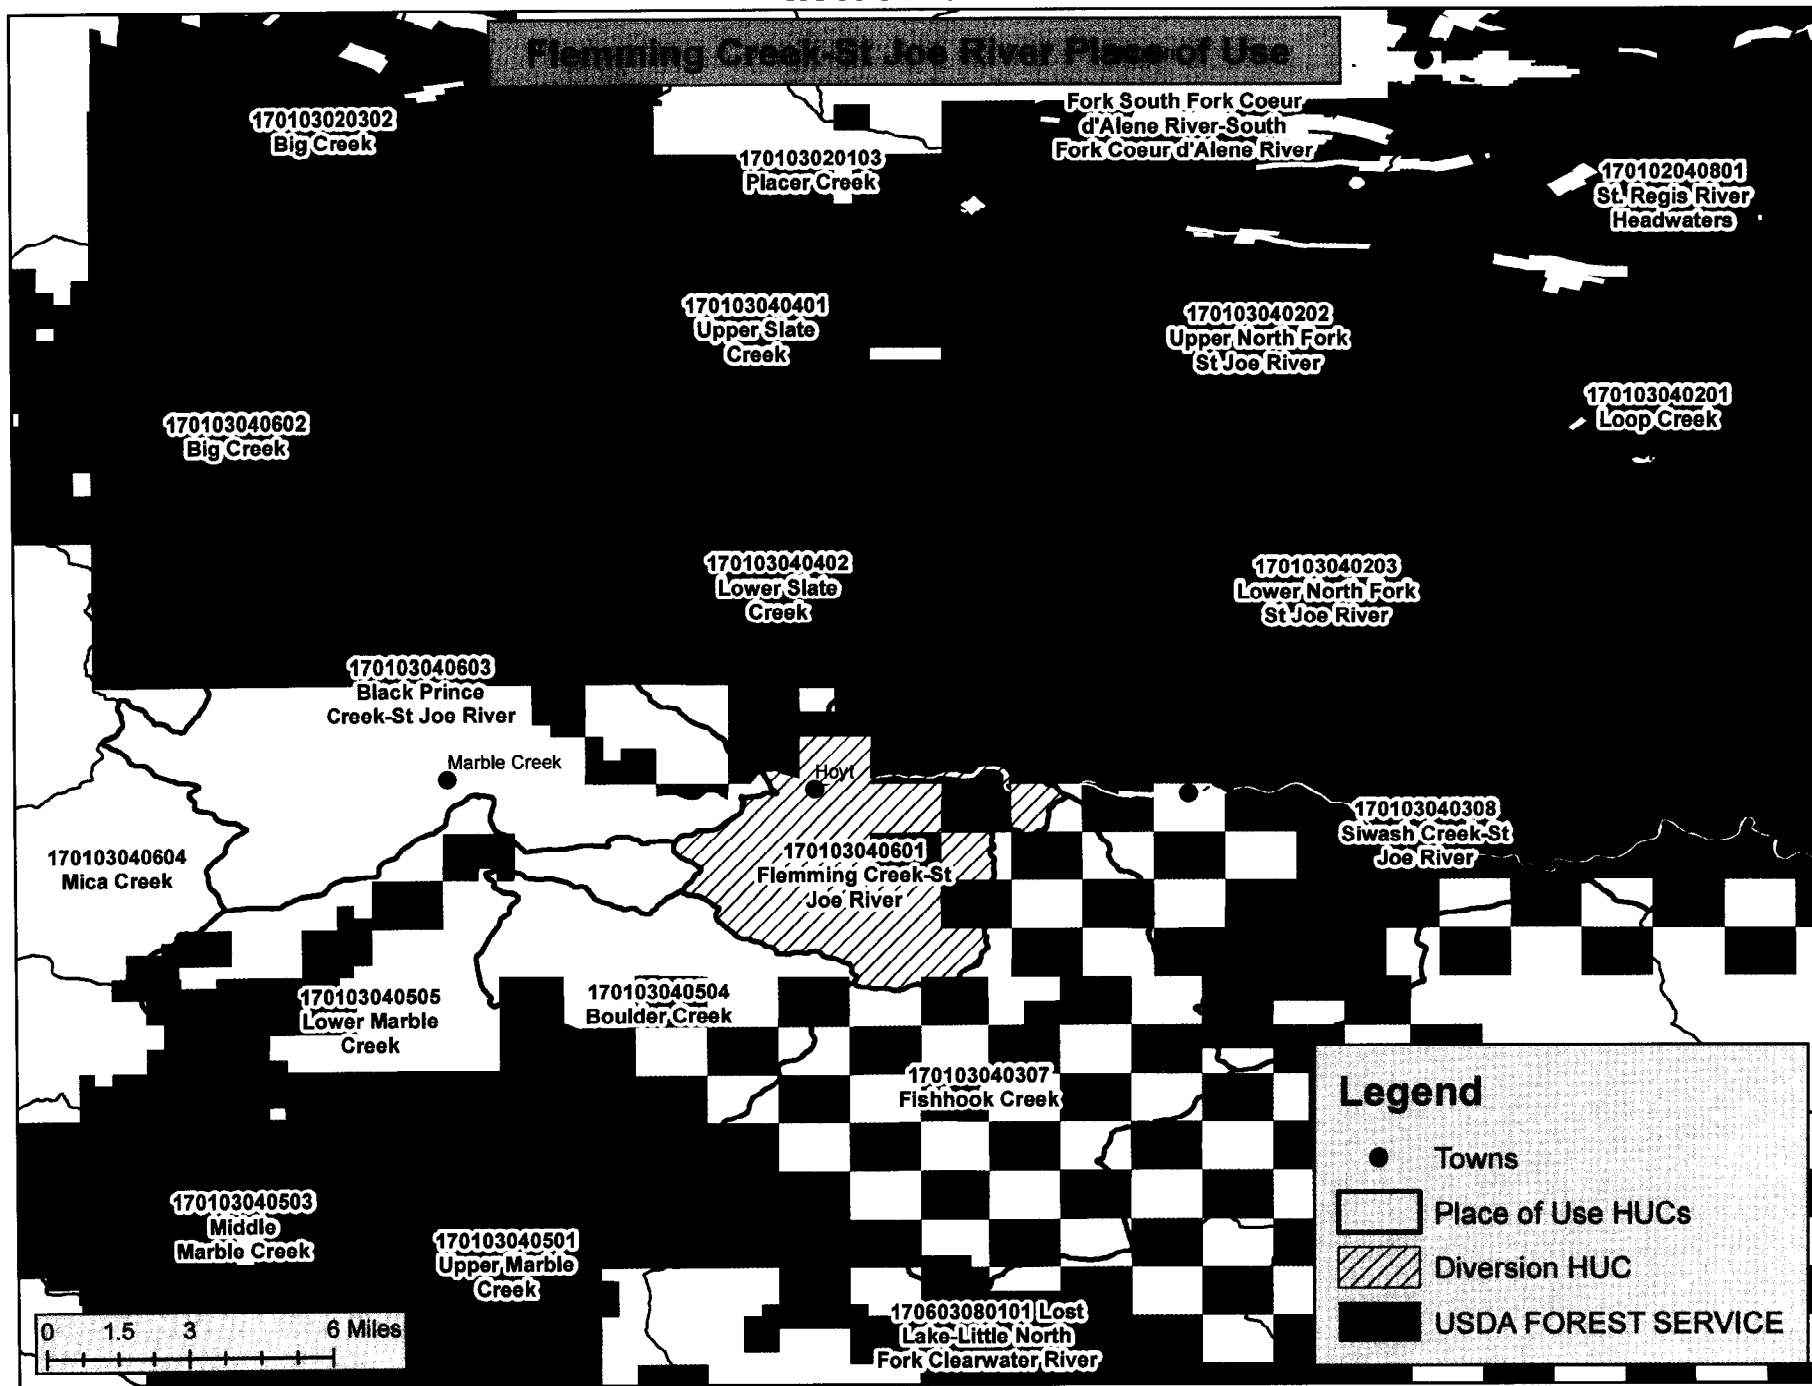 Flemming Creek-St Joe River Place of Use
170103020302
Big Creek
170103020103
Placer Creek
Fork South Fork Coeur
d'Alene River-South
Fork Coeur d'Alene River
170102040801
St. Regis River
Headwaters
170103040401
Upper Slate
Creek
170103040202
Upper North Fork
St Joe River
170103040201
Loop Creek
170103040602
Big Creek
170103040402
Lower Slate
Creek
170103040203
Lower North Fork
St Joe River
170103040603
Black Prince
Creek-St Joe River
Marble Creek
Hoyt
170103040308
Siwash Creek-St
Joe River
170103040604
Mica Creek
170103040601
Flemming Creek-St
Joe River
170103040505
Lower Marble
Creek
170103040504
Boulder Creek
170103040307
Fishhook Creek
170103040503
Middle
Marble Creek
170103040501
Upper Marble
Creek
170603080101 Lost
Lake-Little North
Fork Clearwater River
Legend
Towns
Place of Use HUCs
Diversion HUC
USDA FOREST SERVICE
0 1.5 3 6 Miles